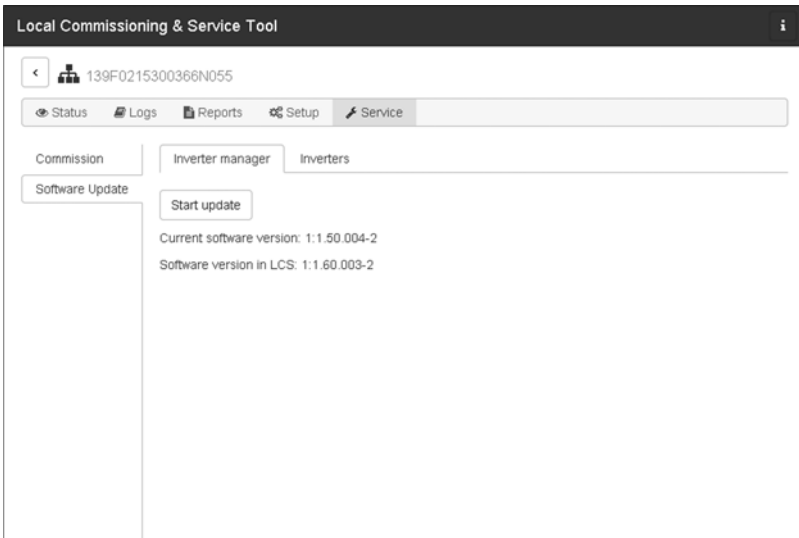 Local Commissioning & Service Tool i
139F0215300366N055
Status Logs Reports Setup Service
Commission Inverter manager Inverters
Software Update
Start update
Current software version: 1:1.50.004-2
Software version in LCS: 1:1.60.003-2